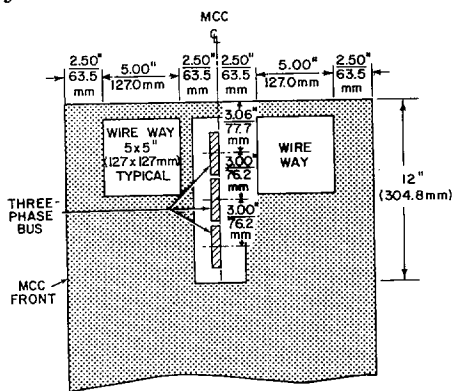 MCC
℄
2.50"
63.5
mm
5.00"
127.0mm
2.50"
63.5
mm
2.50"
63.5
mm
5.00"
127.0mm
2.50"
63.5
mm
3.06"
77.7
mm
WIRE WAY
5x5"
(127x127mm)
TYPICAL
WIRE
WAY
3.00"
76.2
mm
12"
(304.8mm)
THREE-
PHASE
BUS
3.00"
76.2
mm
MCC
FRONT